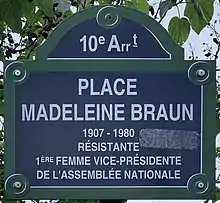 10e Arrt
PLACE
MADELEINE BRAUN
1907 - 1980
RÉSISTANTE
1ÈRE FEMME VICE-PRÉSIDENTE
DE L'ASSEMBLÉE NATIONALE